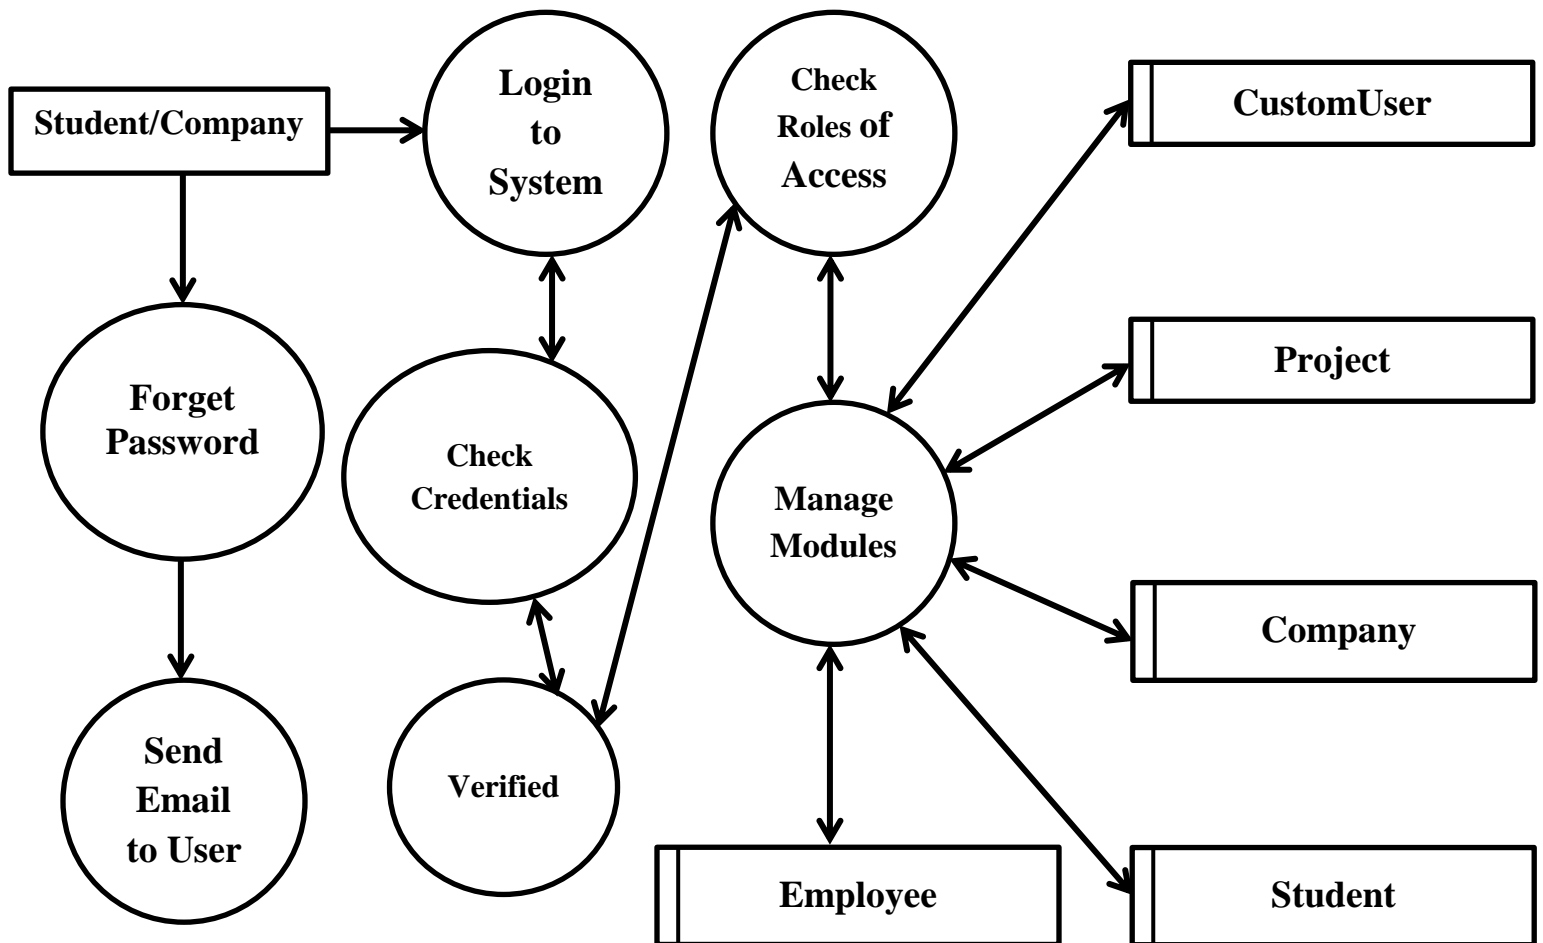 Student/Company
Login
to
System
Check
Roles of
Access
CustomUser
Project
Forget
Password
Check
Credentials
Manage
Modules
Company
Send
Email
to User
Verified
Employee
Student